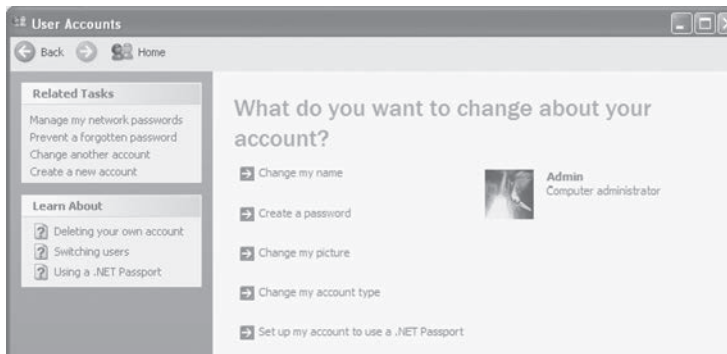 User Accounts
Back
Home
Related Tasks
Manage my network passwords
Prevent a forgotten password
Change another account
Create a new account
Learn About
Deleting your own account
Switching users
Using a .NET Passport
What do you want to change about your
account?
Change my name
Create a password
Change my picture
Change my account type
Set up my account to use a .NET Passport
Admin
Computer administrator